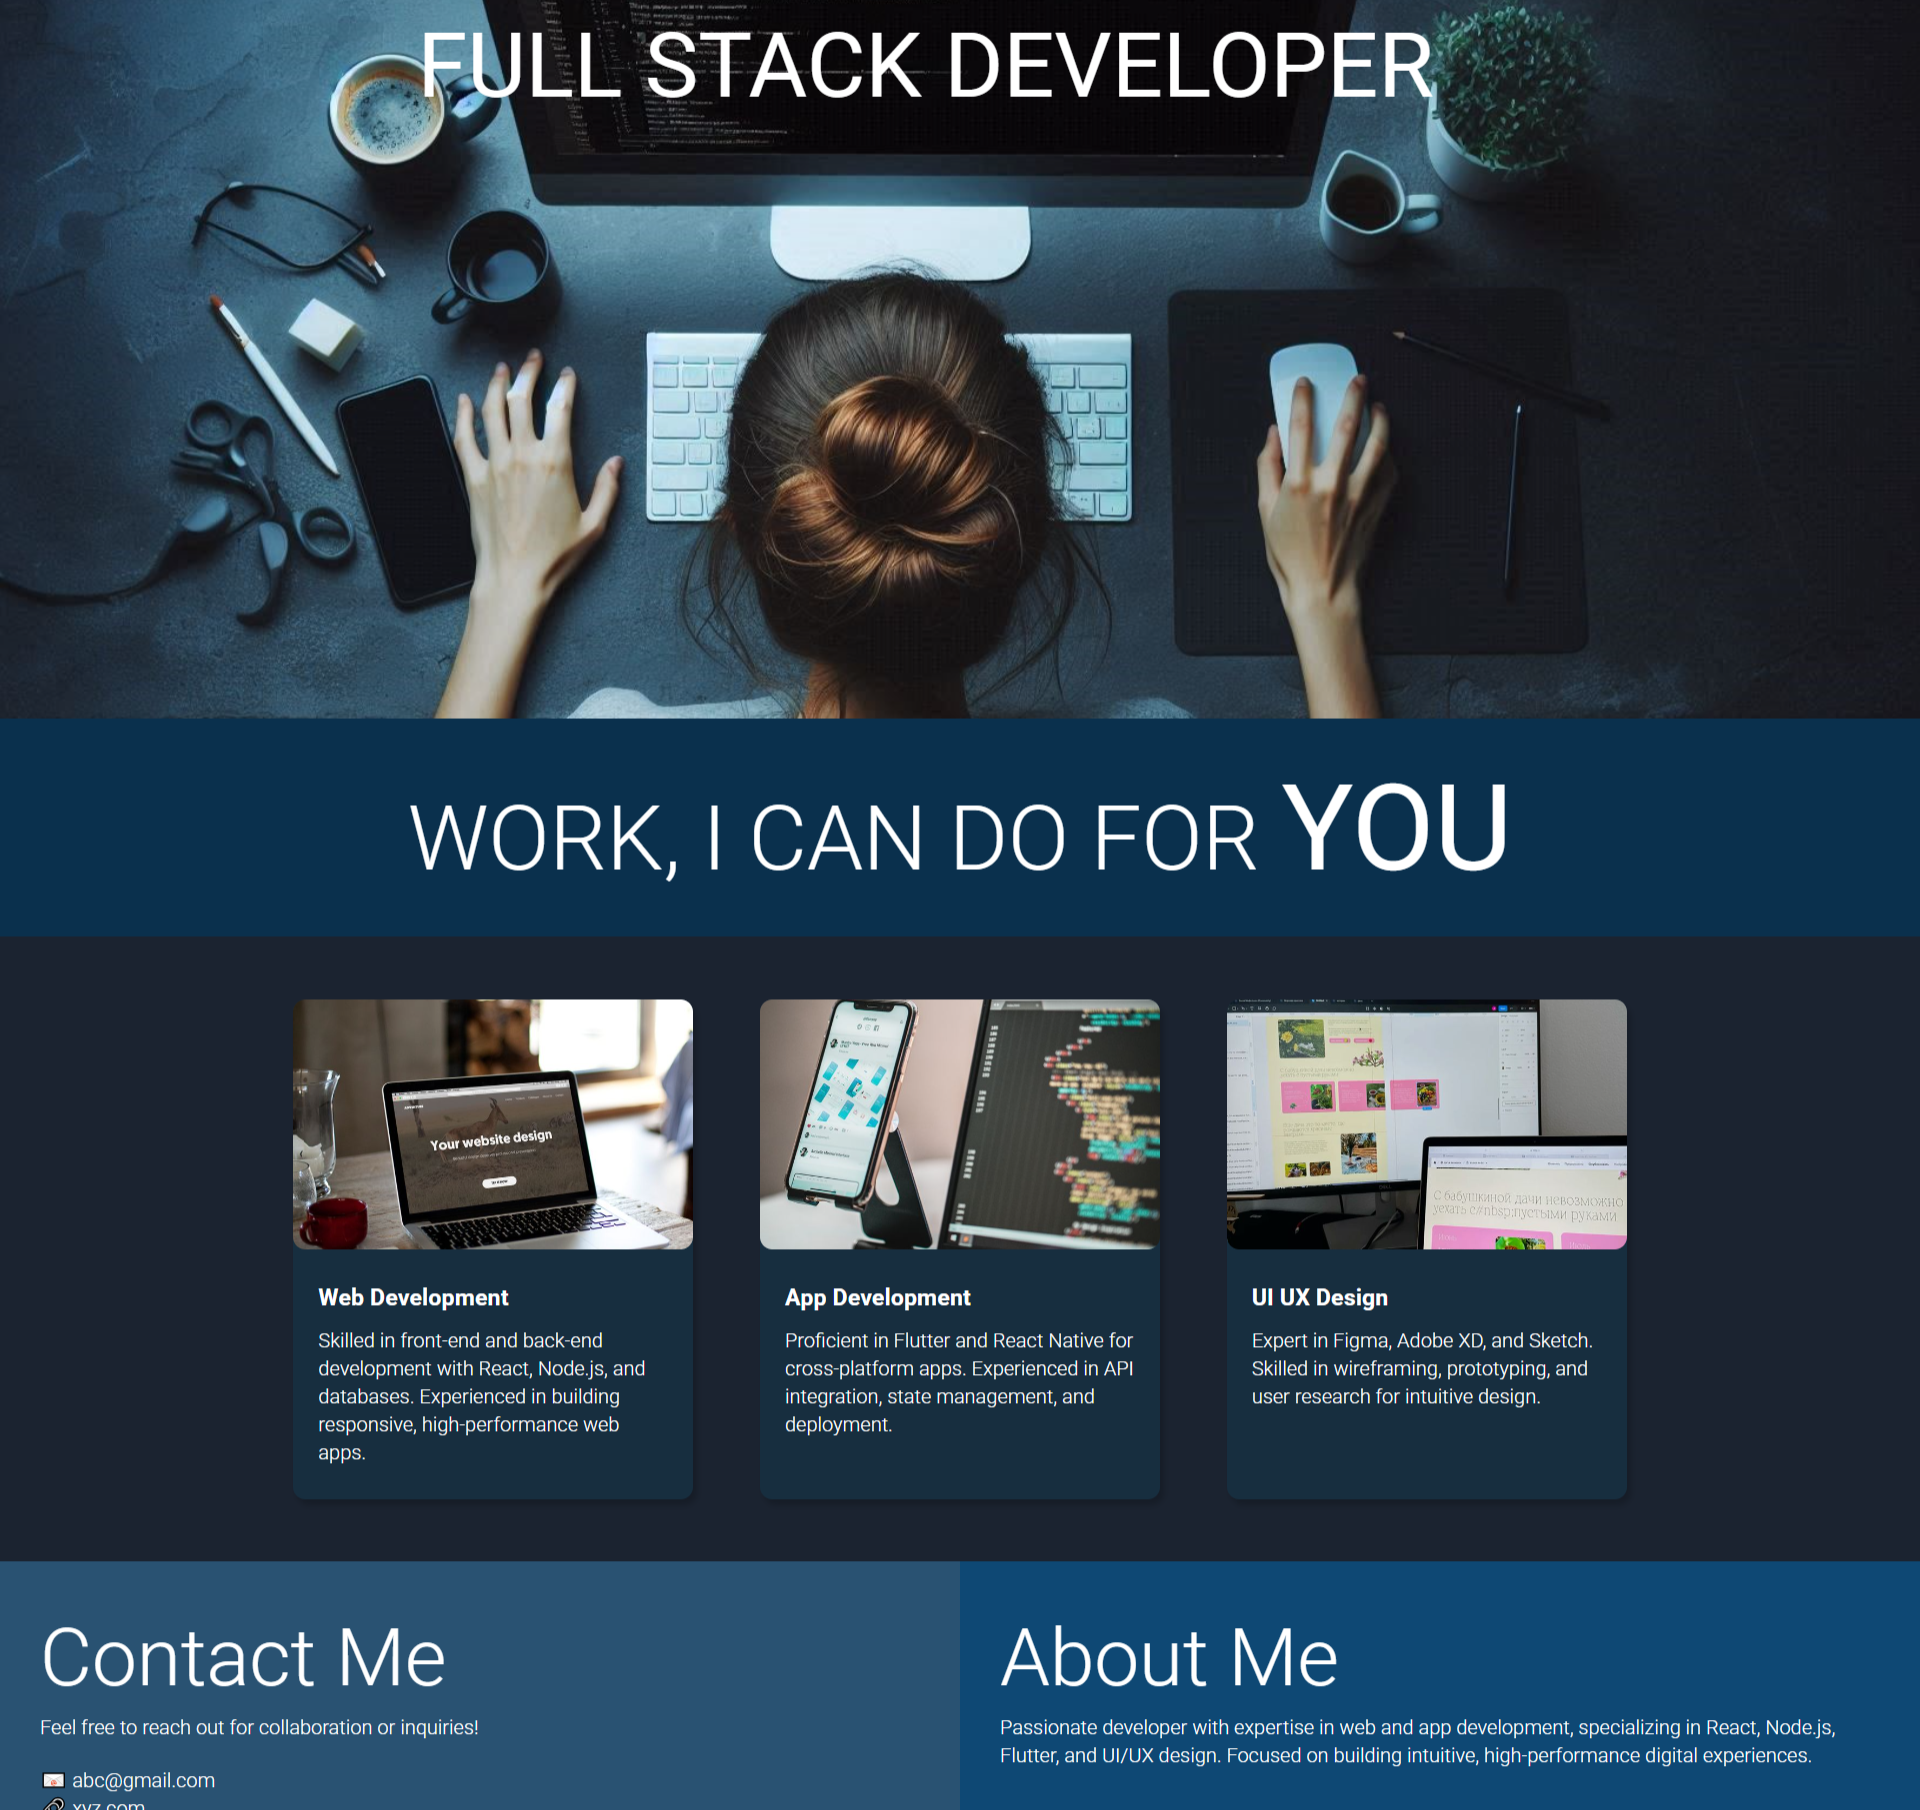 FULL STACK DEVELOPER
WORK, I CAN DO FOR YOU
Your website design
С бабушкиной дачи невозможно
уехать с#nbsp;пустыми руками
Web Development
Skilled in front-end and back-end
development with React, Node.js, and
databases. Experienced in building
responsive, high-performance web
apps.
App Development
Proficient in Flutter and React Native for
cross-platform apps. Experienced in API
integration, state management, and
deployment.
UI UX Design
Expert in Figma, Adobe XD, and Sketch.
Skilled in wireframing, prototyping, and
user research for intuitive design.
Contact Me
Feel free to reach out for collaboration or inquiries!
abc@gmail.com
xyz.com
About Me
Passionate developer with expertise in web and app development, specializing in React, Node.js,
Flutter, and UI/UX design. Focused on building intuitive, high-performance digital experiences.